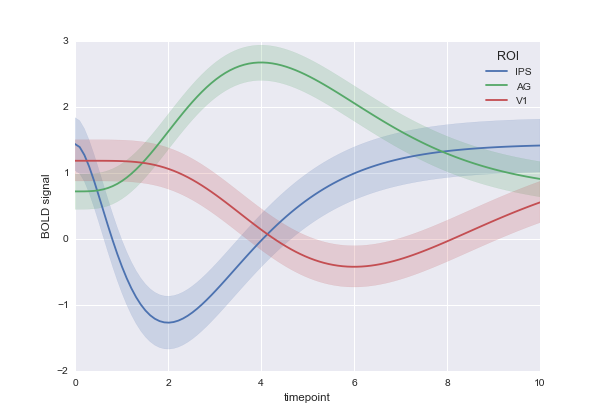 3
2
1
0
−1
−2
BOLD signal
ROI
IPS
AG
V1
0 2 4 6 8 10
timepoint